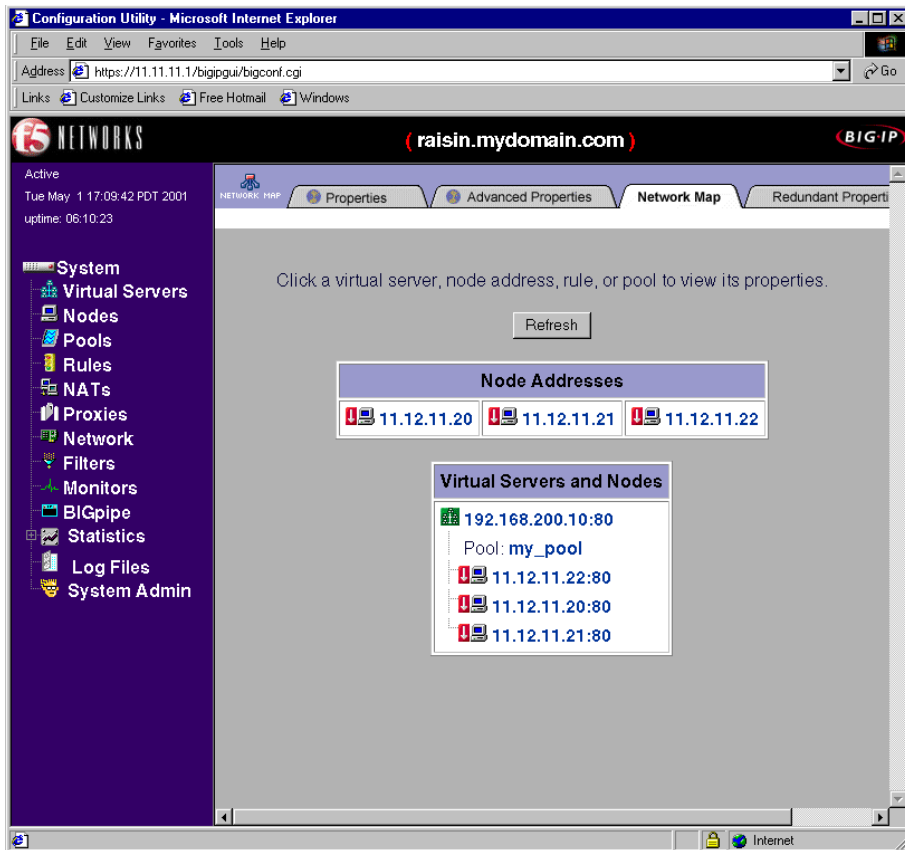 Configuration Utility - Microsoft Internet Explorer
File Edit View Favorites Tools Help
Address https://11.11.11.1/bigipgui/bigconf.cgi Go
Links Customize Links Free Hotmail Windows
f5 NETWORKS (raisin.mydomain.com) BIG·IP
Active
Tue May 1 17:09:42 PDT 2001
uptime: 06:10:23
NETWORK MAP Properties Advanced Properties Network Map Redundant Properti
System
Virtual Servers
Nodes
Pools
Rules
NATs
Proxies
Network
Filters
Monitors
BIGpipe
Statistics
Log Files
System Admin
Click a virtual server, node address, rule, or pool to view its properties.
Refresh
Node Addresses
11.12.11.20 11.12.11.21 11.12.11.22
Virtual Servers and Nodes
192.168.200.10:80
Pool: my_pool
11.12.11.22:80
11.12.11.20:80
11.12.11.21:80
Internet